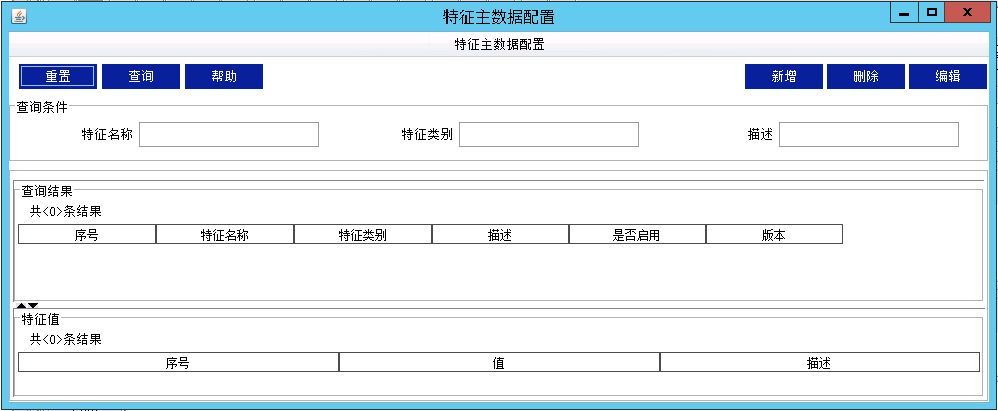 特征主数据配置
特征主数据配置
重置 查询 帮助 新增 删除 编辑
查询条件
特征名称 特征类别 描述
查询结果
共<0>条结果
序号 特征名称 特征类别 描述 是否启用 版本
特征值
共<0>条结果
序号 值 描述